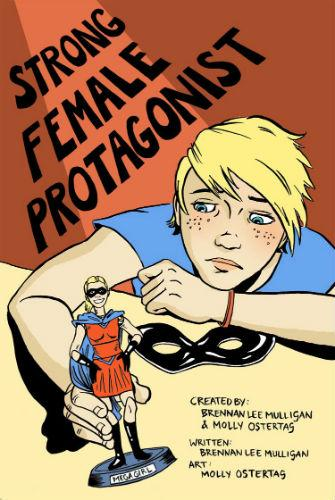 STRONG
FEMALE
PROTAGONIST
CREATED BY:
BRENNAN LEE MULLIGAN
& MOLLY OSTERTAG
WRITTEN:
BRENNAN LEE MULLIGAN
ART:
MOLLY OSTERTAG
MEGA GIRL